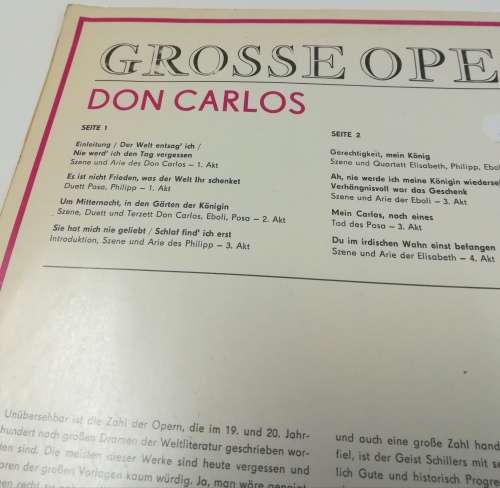 GROSSE OPE
DON CARLOS
SEITE 1
Einleitung / Der Welt entsag' ich /
Nie werd' ich den Tag vergessen
Szene und Arie des Don Carlos – 1. Akt
Es ist nicht Frieden, was der Welt Ihr schenket
Duett Posa, Philipp – 1. Akt
Um Mitternacht, in den Gärten der Königin
Szene, Duett und Terzett Don Carlos, Eboli, Posa – 2. Akt
Sie hat mich nie geliebt / Schlaf find' ich erst
Introduktion, Szene und Arie des Philipp – 3. Akt
SEITE 2
Gerechtigkeit, mein König
Szene und Quartett Elisabeth, Philipp, Eboli
Ah, nie werde ich meine Königin wiederseh
Verhängnisvoll war das Geschenk
Szene und Arie der Eboli – 3. Akt
Mein Carlos, noch eines
Tod des Posa – 3. Akt
Du im irdischen Wahn einst befangen
Szene und Arie der Elisabeth – 4. Akt
Unübersehbar ist die Zahl der Opern, die im 19. und 20. Jahr-
hundert nach großen Dramen der Weltliteratur geschrieben wor-
den sind. Die meisten dieser Werke sind heute vergessen und
aren der großen Vorlagen kaum würdig. Ja, man wäre geneigt
und auch eine große Zahl hand
fiel, ist der Geist Schillers mit se
lich Gute und historisch Progre